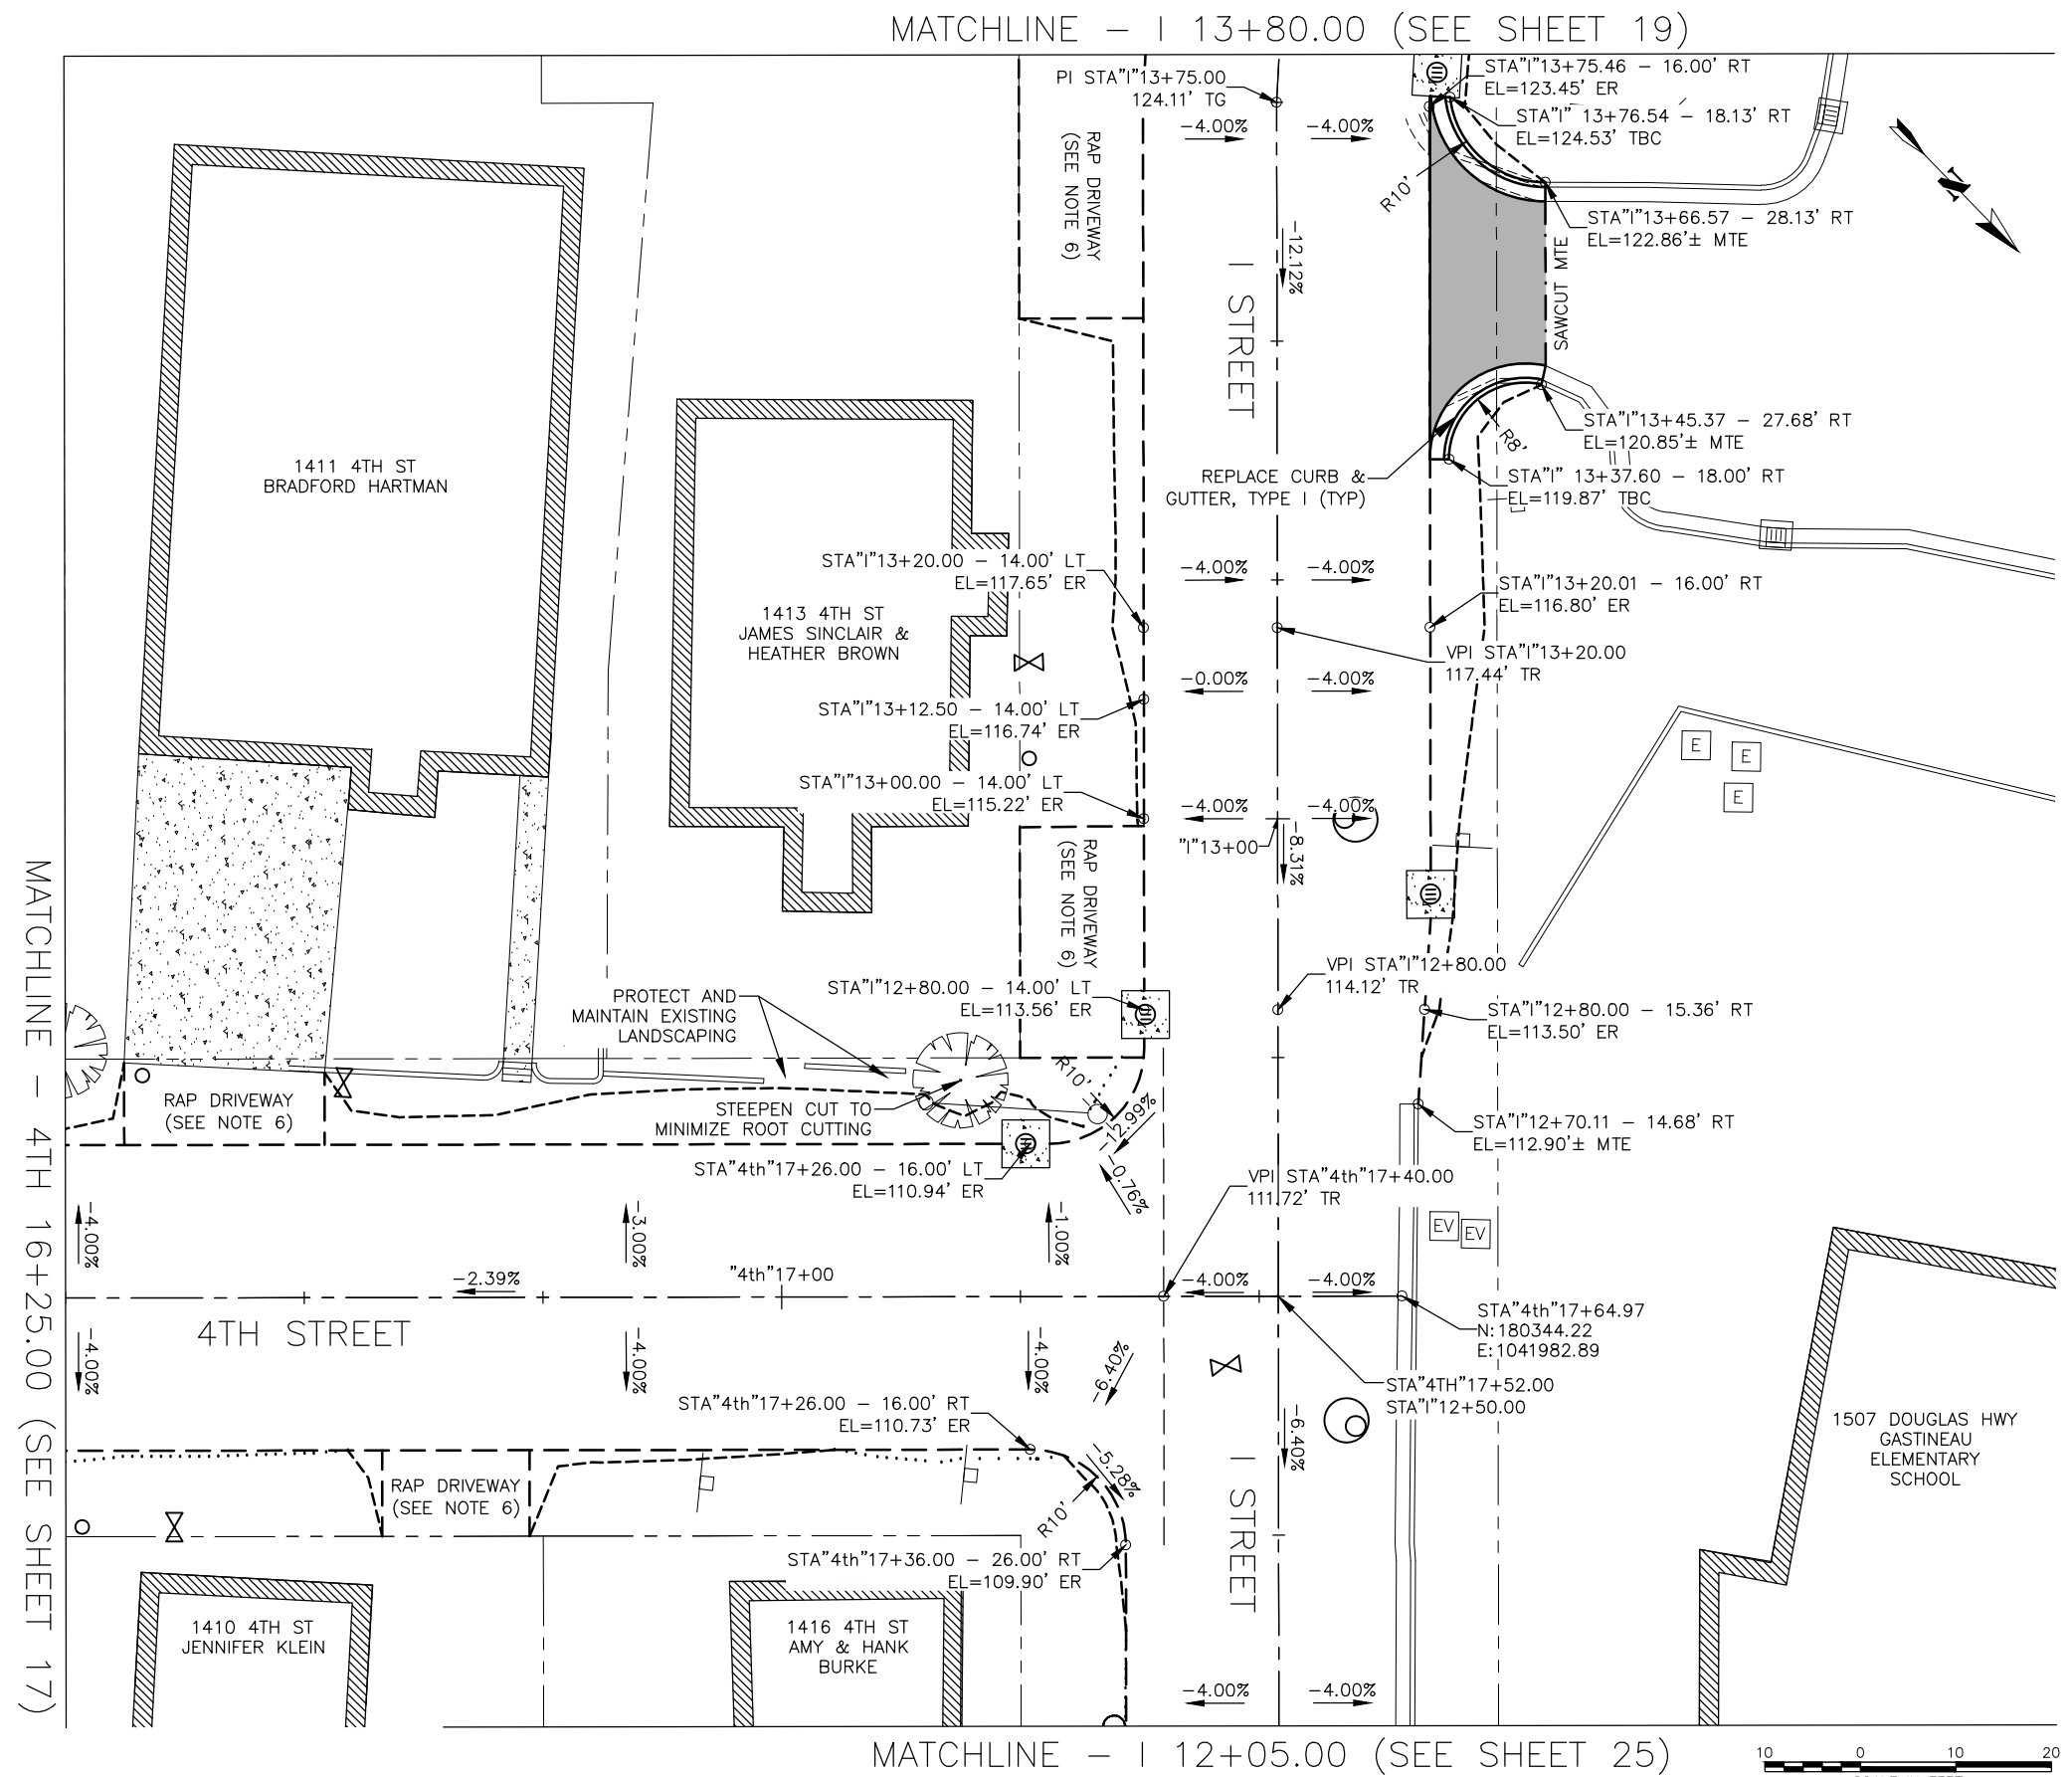 MATCHLINE - I 13+80.00 (SEE SHEET 19)
PI STA"I"13+75.00
124.11' TG
STA"I"13+75.46 - 16.00' RT
EL=123.45' ER
STA"I" 13+76.54 - 18.13' RT
EL=124.53' TBC
-4.00%
-4.00%
RAP DRIVEWAY
(SEE NOTE 6)
R10'
N
STA"I"13+66.57 - 28.13' RT
EL=122.86'± MTE
-12.12%
SAWCUT MTE
I STREET
STA"I"13+45.37 - 27.68' RT
EL=120.85'± MTE
R8'
1411 4TH ST
BRADFORD HARTMAN
REPLACE CURB &
GUTTER, TYPE I (TYP)
STA"I" 13+37.60 - 18.00' RT
EL=119.87' TBC
STA"I"13+20.00 - 14.00' LT
EL=117.65' ER
-4.00%
-4.00%
STA"I"13+20.01 - 16.00' RT
EL=116.80' ER
1413 4TH ST
JAMES SINCLAIR &
HEATHER BROWN
VPI STA"I"13+20.00
117.44' TR
-0.00%
-4.00%
STA"I"13+12.50 - 14.00' LT
EL=116.74' ER
E
E
E
STA"I"13+00.00 - 14.00' LT
EL=115.22' ER
-4.00%
-4.00%
"I"13+00
-8.31%
RAP DRIVEWAY
(SEE NOTE 6)
VPI STA"I"12+80.00
114.12' TR
STA"I"12+80.00 - 14.00' LT
EL=113.56' ER
STA"I"12+80.00 - 15.36' RT
EL=113.50' ER
PROTECT AND
MAINTAIN EXISTING
LANDSCAPING
R10'
RAP DRIVEWAY
(SEE NOTE 6)
STEEPEN CUT TO
MINIMIZE ROOT CUTTING
-12.99%
STA"I"12+70.11 - 14.68' RT
EL=112.90'± MTE
STA"4th"17+26.00 - 16.00' LT
EL=110.94' ER
-0.76%
VPI STA"4th"17+40.00
111.72' TR
-4.00%
-3.00%
-1.00%
EV
EV
-2.39%
"4th"17+00
-4.00%
-4.00%
STA"4th"17+64.97
N:180344.22
E:1041982.89
4TH STREET
-4.00%
-4.00%
-4.00%
-6.40%
STA"4TH"17+52.00
STA"I"12+50.00
STA"4th"17+26.00 - 16.00' RT
EL=110.73' ER
-6.40%
1507 DOUGLAS HWY
GASTINEAU
ELEMENTARY
SCHOOL
-5.28%
RAP DRIVEWAY
(SEE NOTE 6)
R10'
I STREET
STA"4th"17+36.00 - 26.00' RT
EL=109.90' ER
1410 4TH ST
JENNIFER KLEIN
1416 4TH ST
AMY & HANK
BURKE
-4.00%
-4.00%
MATCHLINE - 4TH 16+25.00 (SEE SHEET 17)
MATCHLINE - I 12+05.00 (SEE SHEET 25)
10 0 10 20